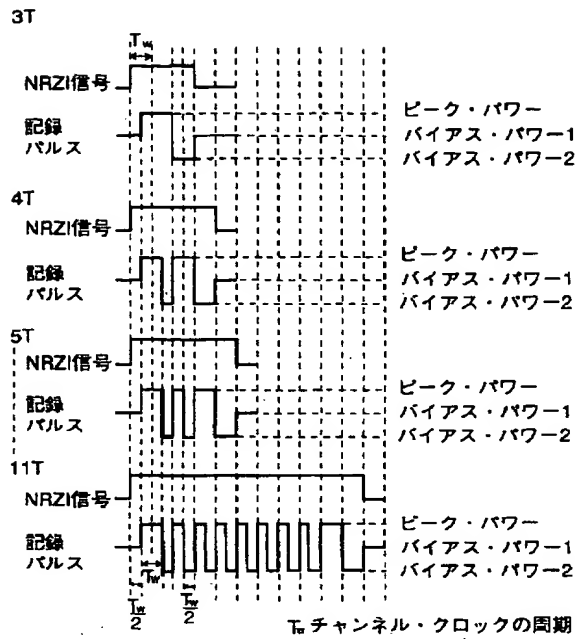 3T
Tw
NRZI信号
記録
パルス
ピーク・パワー
バイアス・パワー1
バイアス・パワー2
4T
NRZI信号
記録
パルス
ピーク・パワー
バイアス・パワー1
バイアス・パワー2
5T
NRZI信号
記録
パルス
ピーク・パワー
バイアス・パワー1
バイアス・パワー2
11T
NRZI信号
記録
パルス
ピーク・パワー
バイアス・パワー1
バイアス・パワー2
Tw
Tw
2
Tw
2
Tw チャンネル・クロックの周期